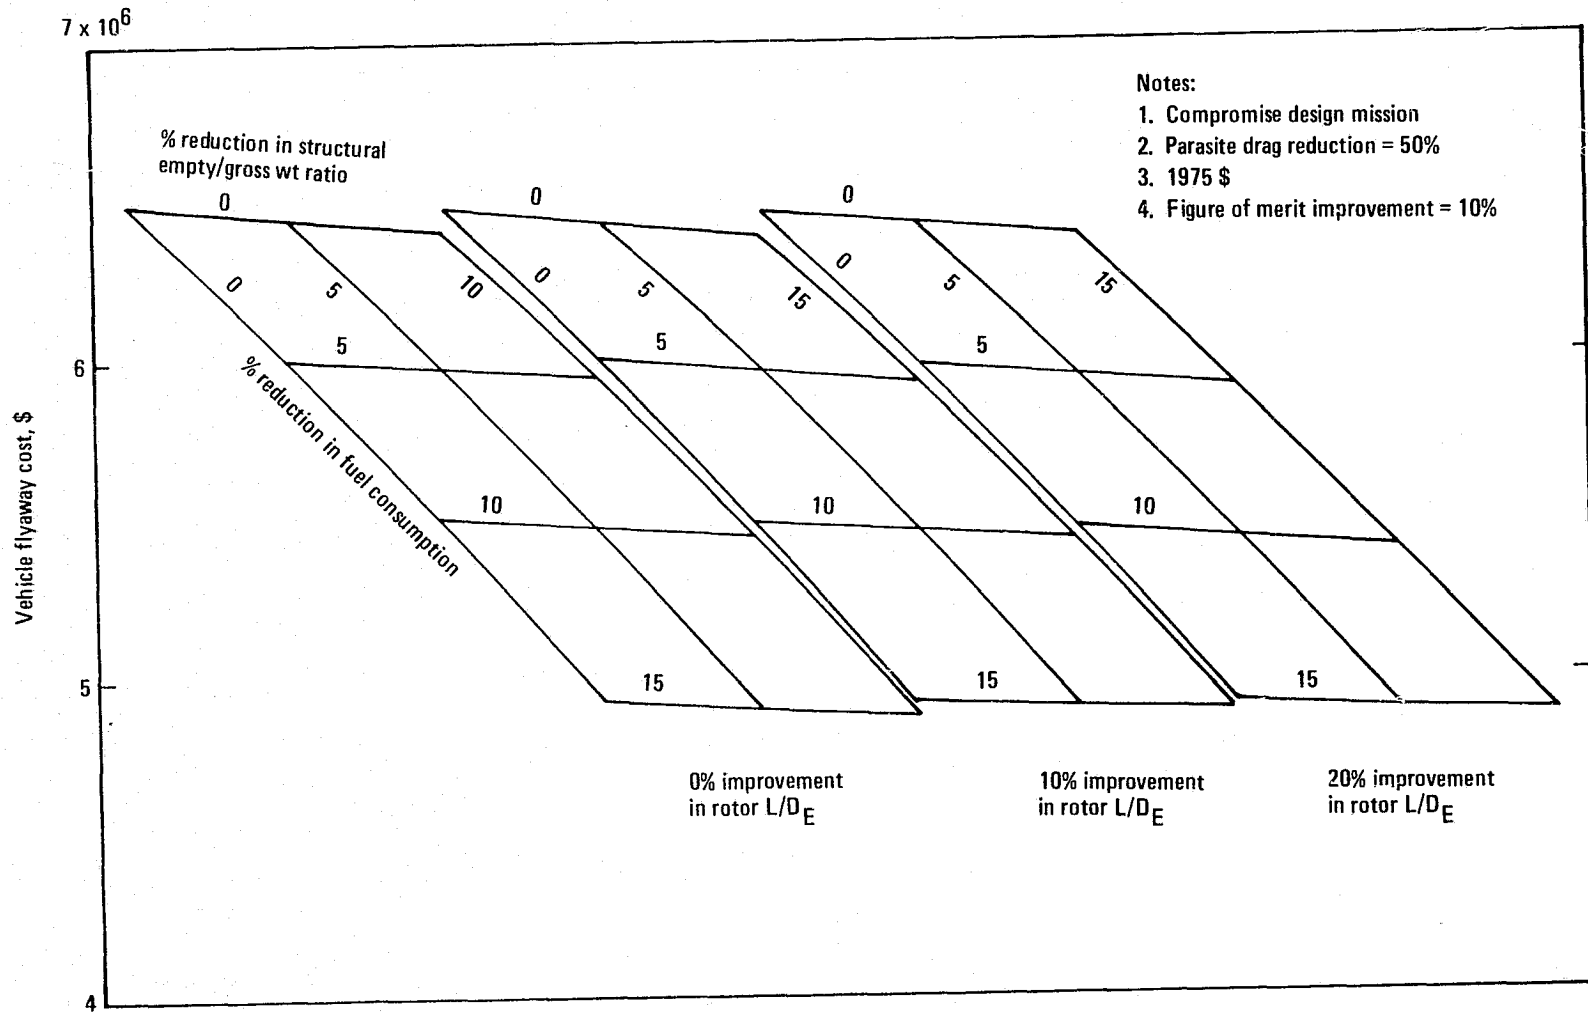 7 x 10⁶
Notes:
1. Compromise design mission
2. Parasite drag reduction = 50%
3. 1975 $
4. Figure of merit improvement = 10%
% reduction in structural
empty/gross wt ratio
0
0
0
0
5
10
0
5
15
0
5
15
5
5
5
6
% reduction in fuel consumption
Vehicle flyaway cost, $
10
10
10
15
15
15
5
0% improvement
in rotor L/D_E
10% improvement
in rotor L/D_E
20% improvement
in rotor L/D_E
4